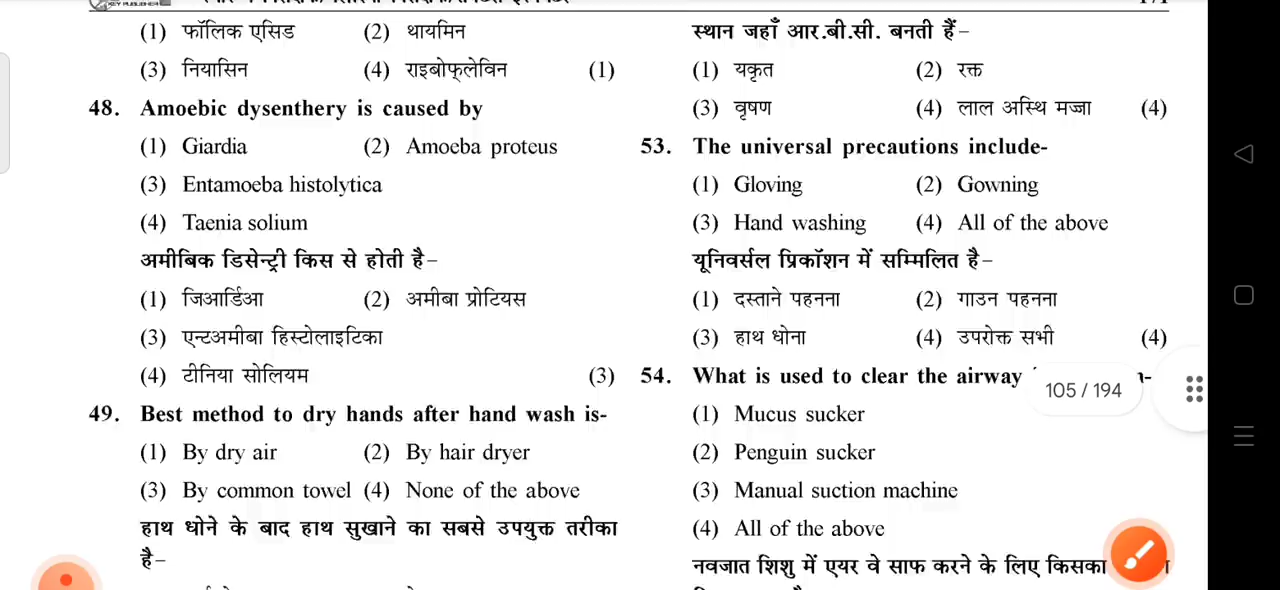 KEY PUBLISHER
(1) फॉलिक एसिड (2) थायमिन
(3) नियासिन (4) राइबोफ्लेविन (1)
48. Amoebic dysenthery is caused by
(1) Giardia (2) Amoeba proteus
(3) Entamoeba histolytica
(4) Taenia solium
अमीबिक डिसेन्ट्री किस से होती है–
(1) जिआर्डिआ (2) अमीबा प्रोटियस
(3) एन्टअमीबा हिस्टोलाइटिका
(4) टीनिया सोलियम (3)
49. Best method to dry hands after hand wash is-
(1) By dry air (2) By hair dryer
(3) By common towel (4) None of the above
हाथ धोने के बाद हाथ सुखाने का सबसे उपयुक्त तरीका
है–
स्थान जहाँ आर.बी.सी. बनती हैं–
(1) यकृत (2) रक्त
(3) वृषण (4) लाल अस्थि मज्जा (4)
53. The universal precautions include-
(1) Gloving (2) Gowning
(3) Hand washing (4) All of the above
यूनिवर्सल प्रिकॉशन में सम्मिलित है–
(1) दस्ताने पहनना (2) गाउन पहनना
(3) हाथ धोना (4) उपरोक्त सभी (4)
54. What is used to clear the airway
(1) Mucus sucker
(2) Penguin sucker
(3) Manual suction machine
(4) All of the above
नवजात शिशु में एयर वे साफ करने के लिए किसका
105 / 194